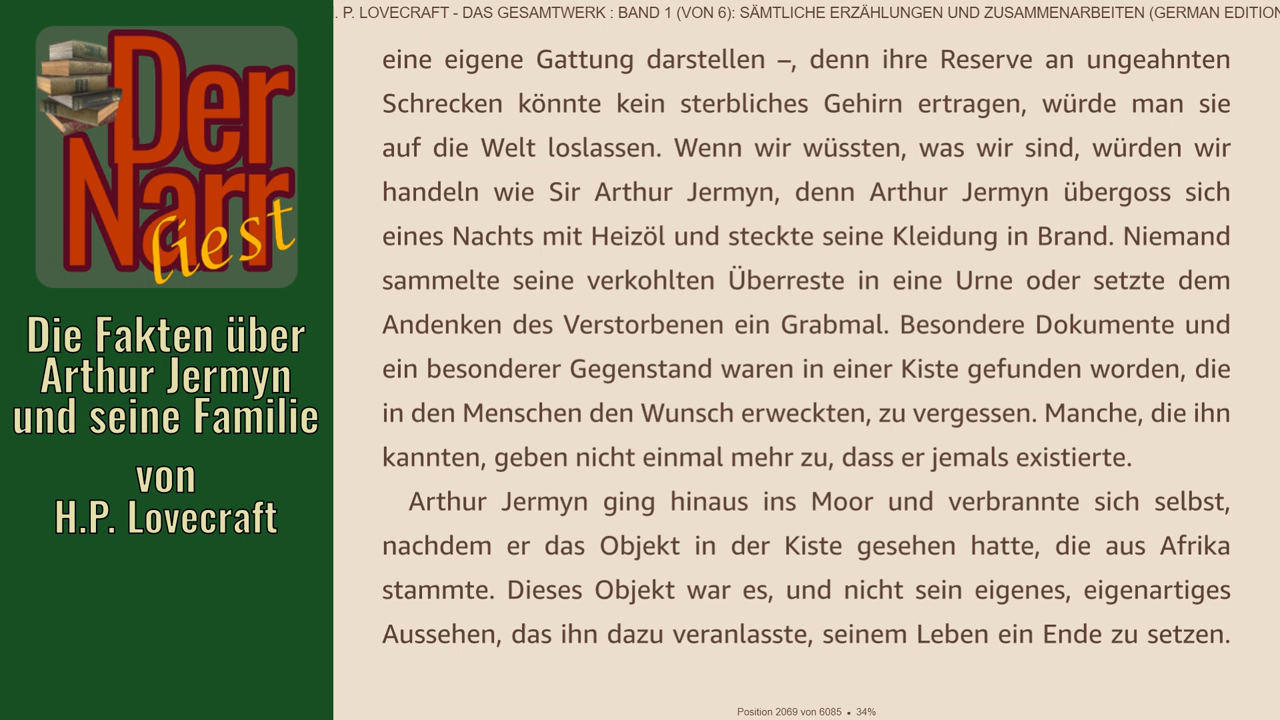 . P. LOVECRAFT - DAS GESAMTWERK : BAND 1 (VON 6): SÄMTLICHE ERZÄHLUNGEN UND ZUSAMMENARBEITEN (GERMAN EDITION
Der
Narr
liest
Die Fakten über
Arthur Jermyn
und seine Familie
von
H.P. Lovecraft
eine eigene Gattung darstellen –, denn ihre Reserve an ungeahnten
Schrecken könnte kein sterbliches Gehirn ertragen, würde man sie
auf die Welt loslassen. Wenn wir wüssten, was wir sind, würden wir
handeln wie Sir Arthur Jermyn, denn Arthur Jermyn übergoss sich
eines Nachts mit Heizöl und steckte seine Kleidung in Brand. Niemand
sammelte seine verkohlten Überreste in eine Urne oder setzte dem
Andenken des Verstorbenen ein Grabmal. Besondere Dokumente und
ein besonderer Gegenstand waren in einer Kiste gefunden worden, die
in den Menschen den Wunsch erweckten, zu vergessen. Manche, die ihn
kannten, geben nicht einmal mehr zu, dass er jemals existierte.
Arthur Jermyn ging hinaus ins Moor und verbrannte sich selbst,
nachdem er das Objekt in der Kiste gesehen hatte, die aus Afrika
stammte. Dieses Objekt war es, und nicht sein eigenes, eigenartiges
Aussehen, das ihn dazu veranlasste, seinem Leben ein Ende zu setzen.
Position 2069 von 6085 • 34%